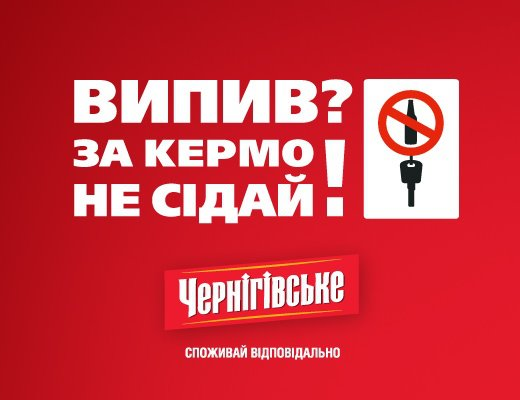 ВИПИВ?
ЗА КЕРМО
НЕ СІДАЙ!
ЧЕРНІГІВСЬКЕ
СПОЖИВАЙ ВІДПОВІДАЛЬНО